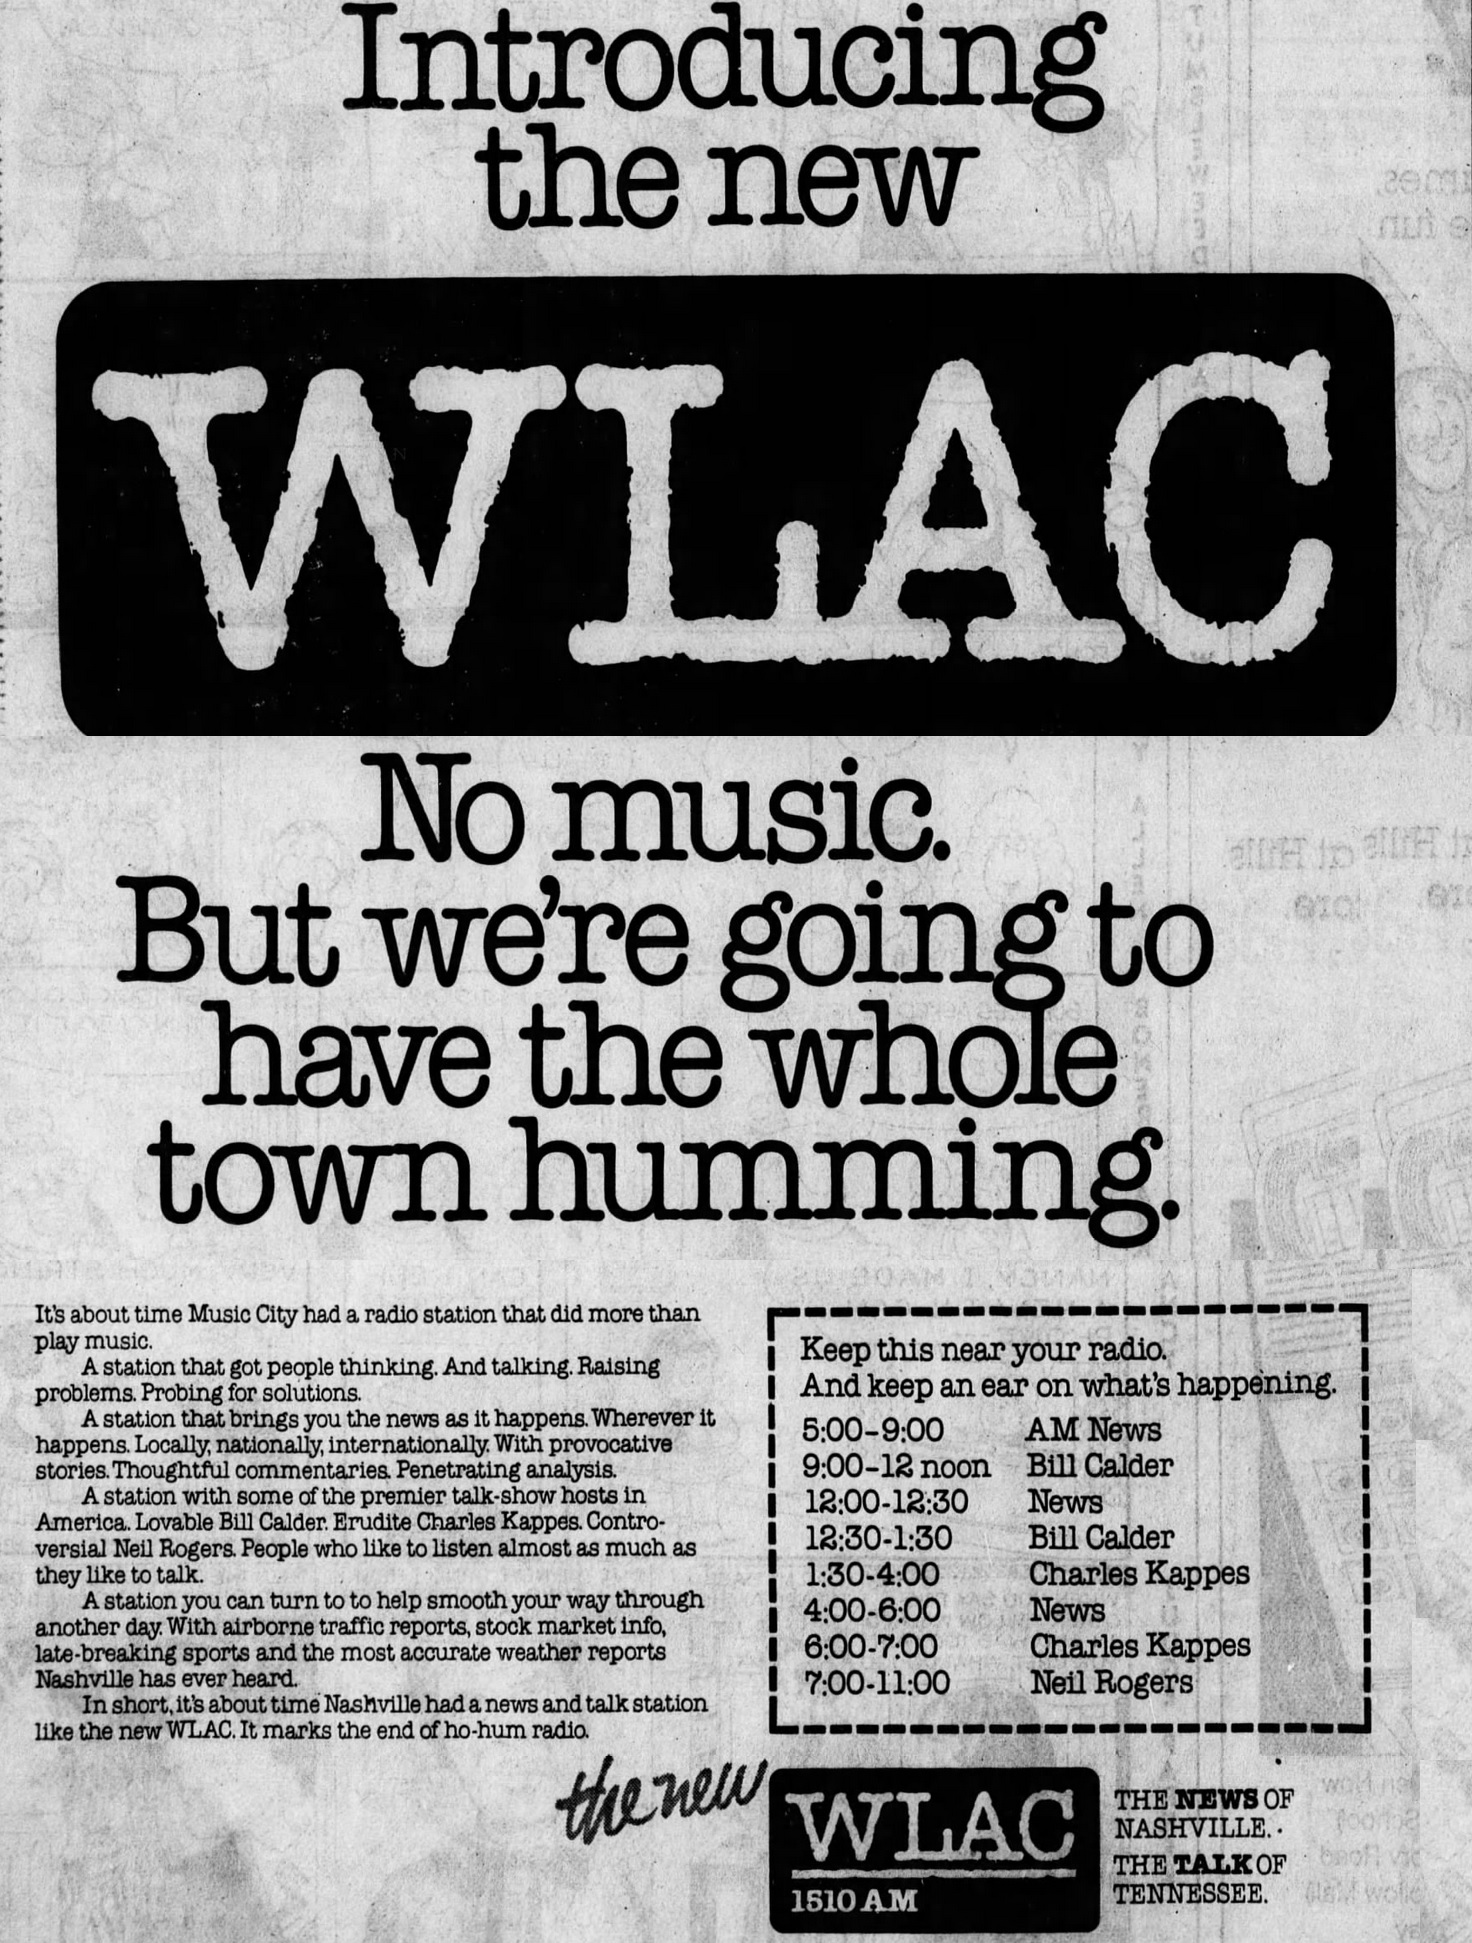 Introducing
the new
WLAC
No music.
But we're going to
have the whole
town humming.
It's about time Music City had a radio station that did more than
play music.
A station that got people thinking. And talking. Raising
problems. Probing for solutions.
A station that brings you the news as it happens. Wherever it
happens. Locally, nationally, internationally. With provocative
stories. Thoughtful commentaries. Penetrating analysis.
A station with some of the premier talk-show hosts in
America. Lovable Bill Calder. Erudite Charles Kappes. Contro-
versial Neil Rogers. People who like to listen almost as much as
they like to talk.
A station you can turn to to help smooth your way through
another day. With airborne traffic reports, stock market info,
late-breaking sports and the most accurate weather reports
Nashville has ever heard.
In short, it's about time Nashville had a news and talk station
like the new WLAC. It marks the end of ho-hum radio.
Keep this near your radio.
And keep an ear on what's happening.
5:00-9:00 AM News
9:00-12 noon Bill Calder
12:00-12:30 News
12:30-1:30 Bill Calder
1:30-4:00 Charles Kappes
4:00-6:00 News
6:00-7:00 Charles Kappes
7:00-11:00 Neil Rogers
the new
WLAC
1510 AM
THE NEWS OF
NASHVILLE.
THE TALK OF
TENNESSEE.